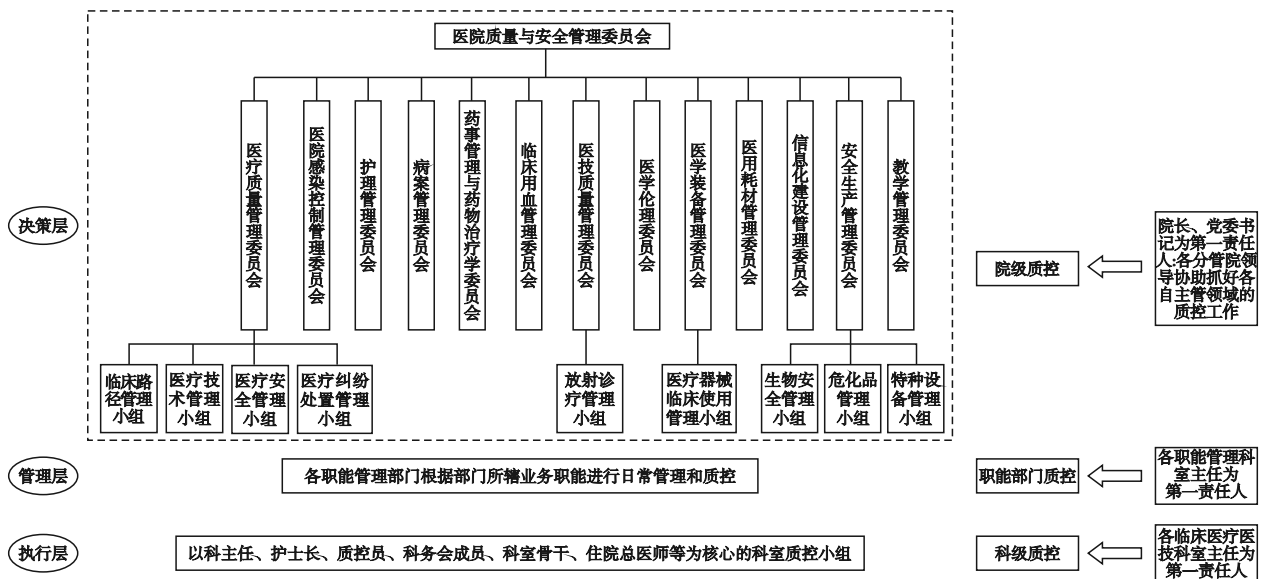 医院质量与安全管理委员会
医疗质量管理委员会
医院感染控制管理委员会
护理管理委员会
病案管理委员会
药事管理与药物治疗学委员会
临床用血管理委员会
医技质量管理委员会
医学伦理委员会
医学装备管理委员会
医用耗材管理委员会
信息化建设管理委员会
安全生产管理委员会
教学管理委员会
决策层
院级质控
院长、党委书
记为第一责任
人;各分管院领
导协助抓好各
自主管领域的
质控工作
临床路
径管理
小组
医疗技
术管理
小组
医疗安
全管理
小组
医疗纠纷
处置管理
小组
放射诊
疗管理
小组
医疗器械
临床使用
管理小组
生物安
全管理
小组
危化品
管理
小组
特种设
备管理
小组
管理层
各职能管理部门根据部门所辖业务职能进行日常管理和质控
职能部门质控
各职能管理科
室主任为
第一责任人
执行层
以科主任、护士长、质控员、科务会成员、科室骨干、住院总医师等为核心的科室质控小组
科级质控
各临床医疗医
技科室主任为
第一责任人